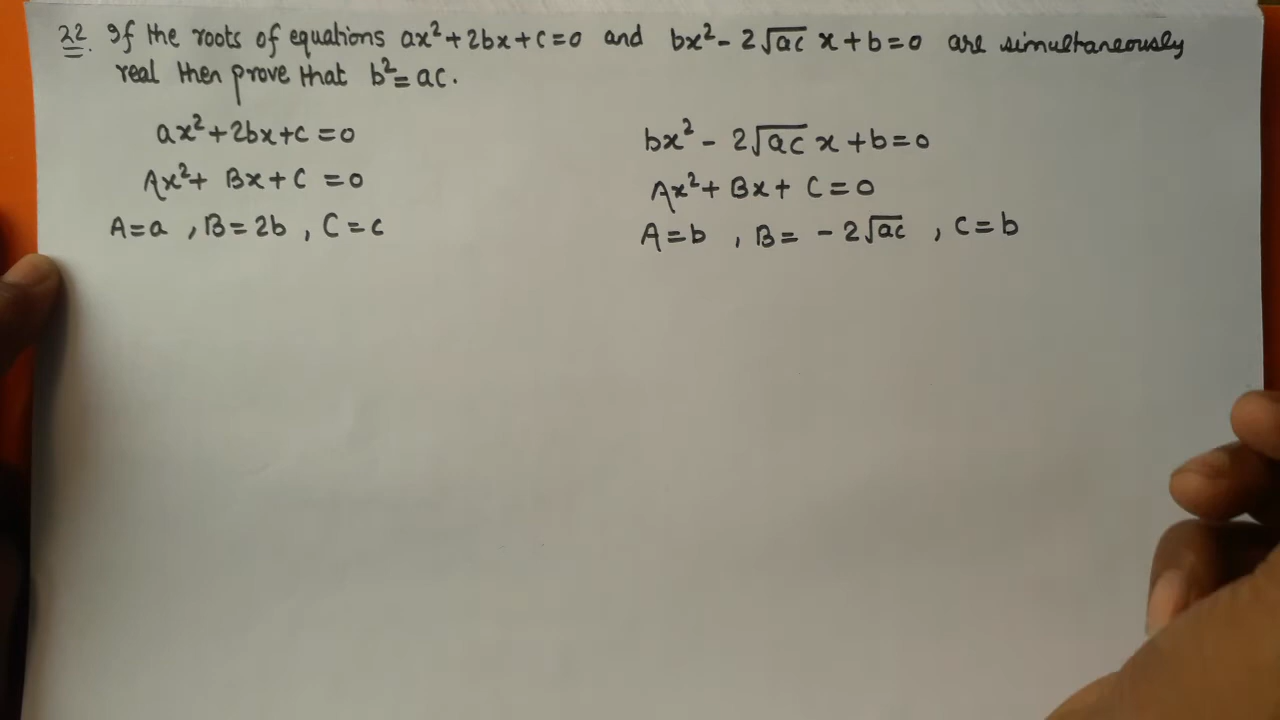 22. If the roots of equations ax²+2bx+c=0 and bx²-2√ac x+b=0 are simultaneously
real then prove that b²=ac.
ax²+2bx+c=0
Ax²+Bx+C=0
A=a, B=2b, C=c
bx²-2√ac x+b=0
Ax²+Bx+C=0
A=b, B=-2√ac, C=b